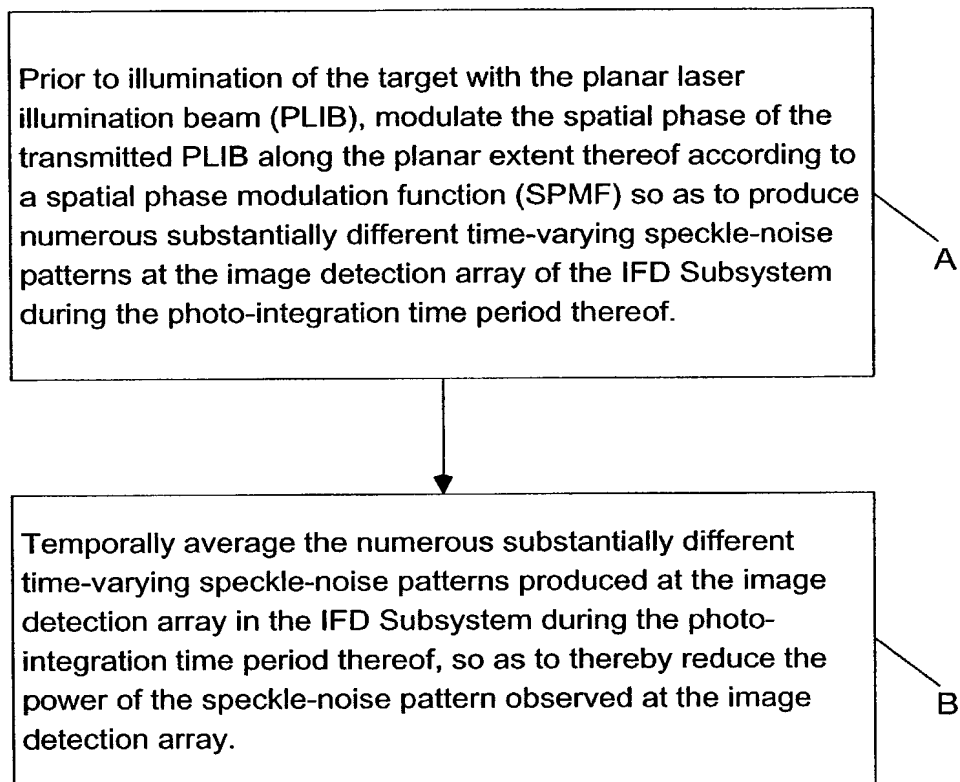 Prior to illumination of the target with the planar laser
illumination beam (PLIB), modulate the spatial phase of the
transmitted PLIB along the planar extent thereof according to
a spatial phase modulation function (SPMF) so as to produce
numerous substantially different time-varying speckle-noise
patterns at the image detection array of the IFD Subsystem
during the photo-integration time period thereof.
A
Temporally average the numerous substantially different
time-varying speckle-noise patterns produced at the image
detection array in the IFD Subsystem during the photo-
integration time period thereof, so as to thereby reduce the
power of the speckle-noise pattern observed at the image
detection array.
B